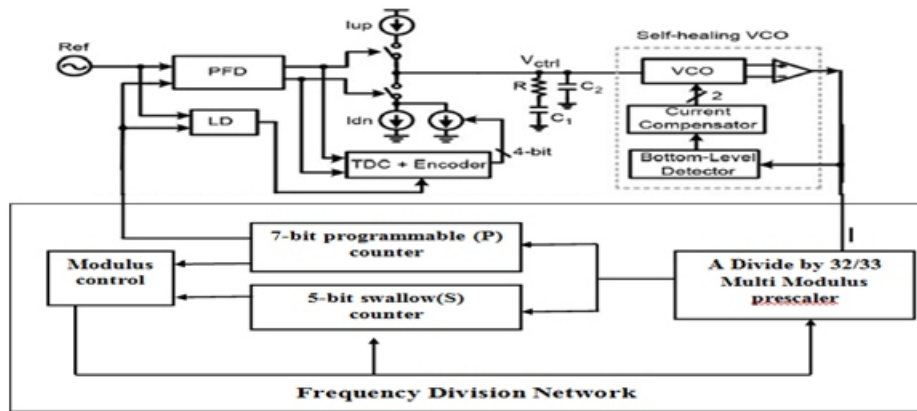 Iup
Ref
PFD
LD
Idn
TDC + Encoder
4-bit
Vctrl
R
C1
C2
Self-healing VCO
VCO
2
Current
Compensator
Bottom-Level
Detector
7-bit programmable (P)
counter
Modulus
control
5-bit swallow(S)
counter
A Divide by 32/33
Multi Modulus
prescaler
Frequency Division Network